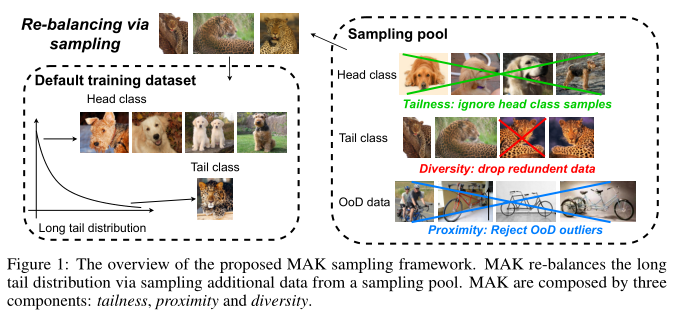 Re-balancing via
sampling
Sampling pool
Head class
Tailness: ignore head class samples
Tail class
Diversity: drop redundent data
OoD data
Proximity: Reject OoD outliers
Default training dataset
Head class
Tail class
Long tail distribution
Figure 1: The overview of the proposed MAK sampling framework. MAK re-balances the long
tail distribution via sampling additional data from a sampling pool. MAK are composed by three
components: tailness, proximity and diversity.